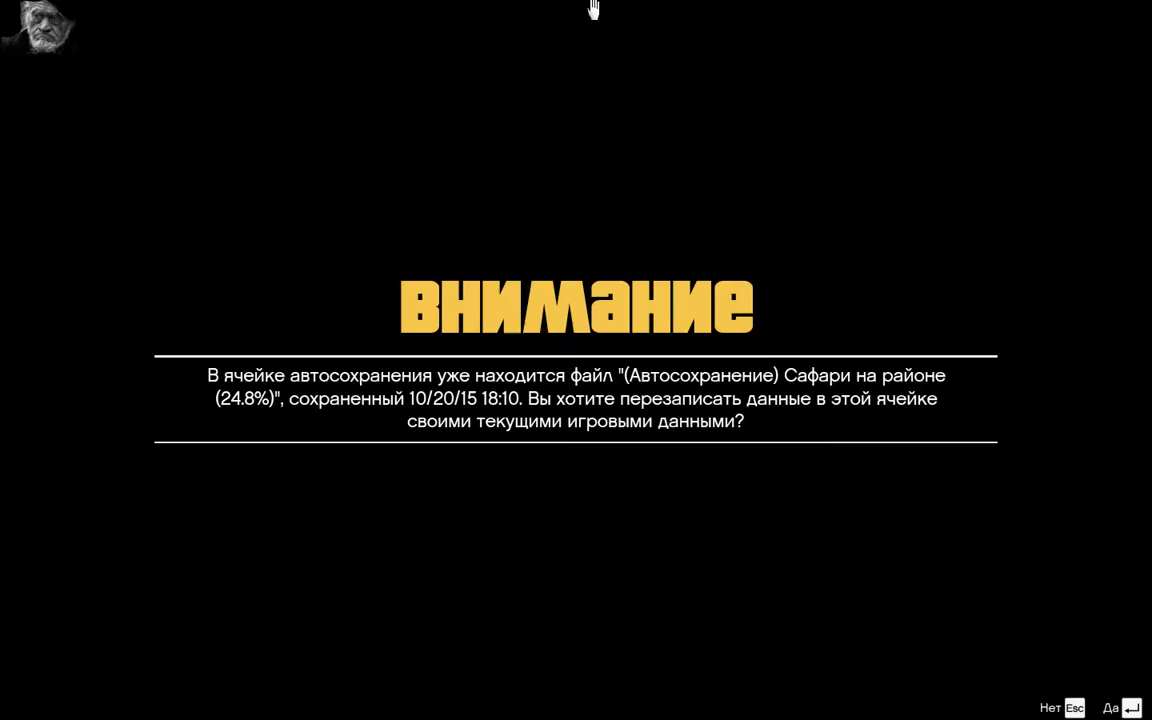 внимание
В ячейке автосохранения уже находится файл "(Автосохранение) Сафари на районе
(24.8%)", сохраненный 10/20/15 18:10. Вы хотите перезаписать данные в этой ячейке
своими текущими игровыми данными?
Нет Esc Да